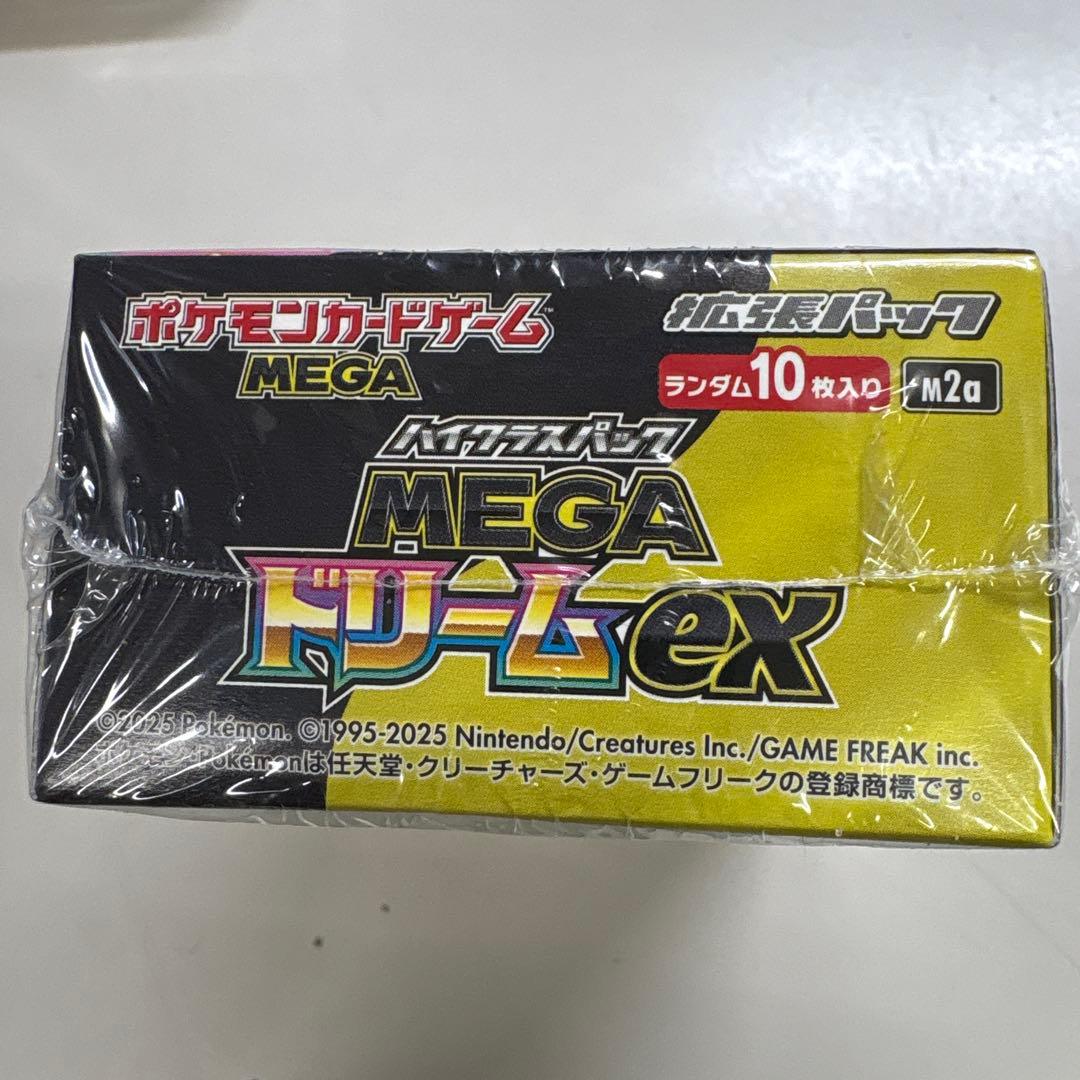 ポケモンカードゲーム™
MEGA
拡張パック
ランダム10枚入り
M2a
ハイクラスパック
MEGA
ドリームex
©2025 Pokémon. ©1995-2025 Nintendo/Creatures Inc./GAME FREAK inc.
Pokémonは任天堂・クリーチャーズ・ゲームフリークの登録商標です。